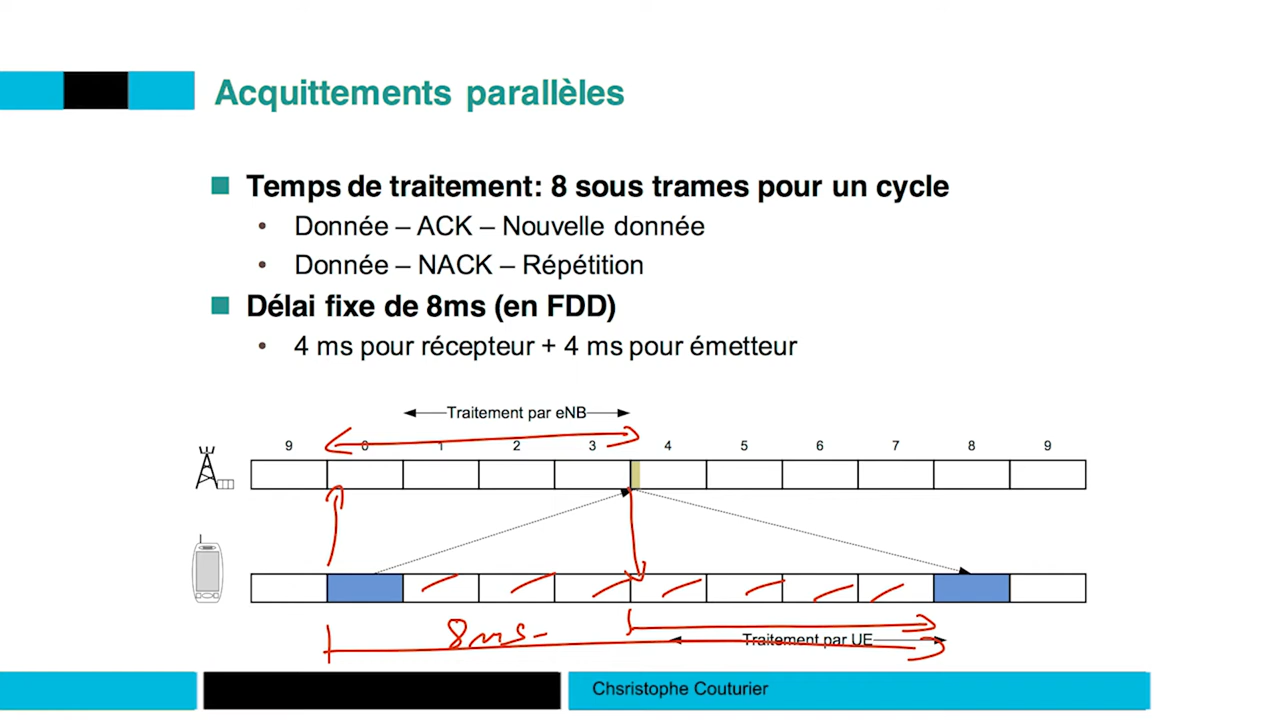 Acquittements parallèles
Temps de traitement: 8 sous trames pour un cycle
Donnée – ACK – Nouvelle donnée
Donnée – NACK – Répétition
Délai fixe de 8ms (en FDD)
4 ms pour récepteur + 4 ms pour émetteur
Traitement par eNB
9 0 1 2 3 4 5 6 7 8 9
8ms
Traitement par UE
Chsristophe Couturier